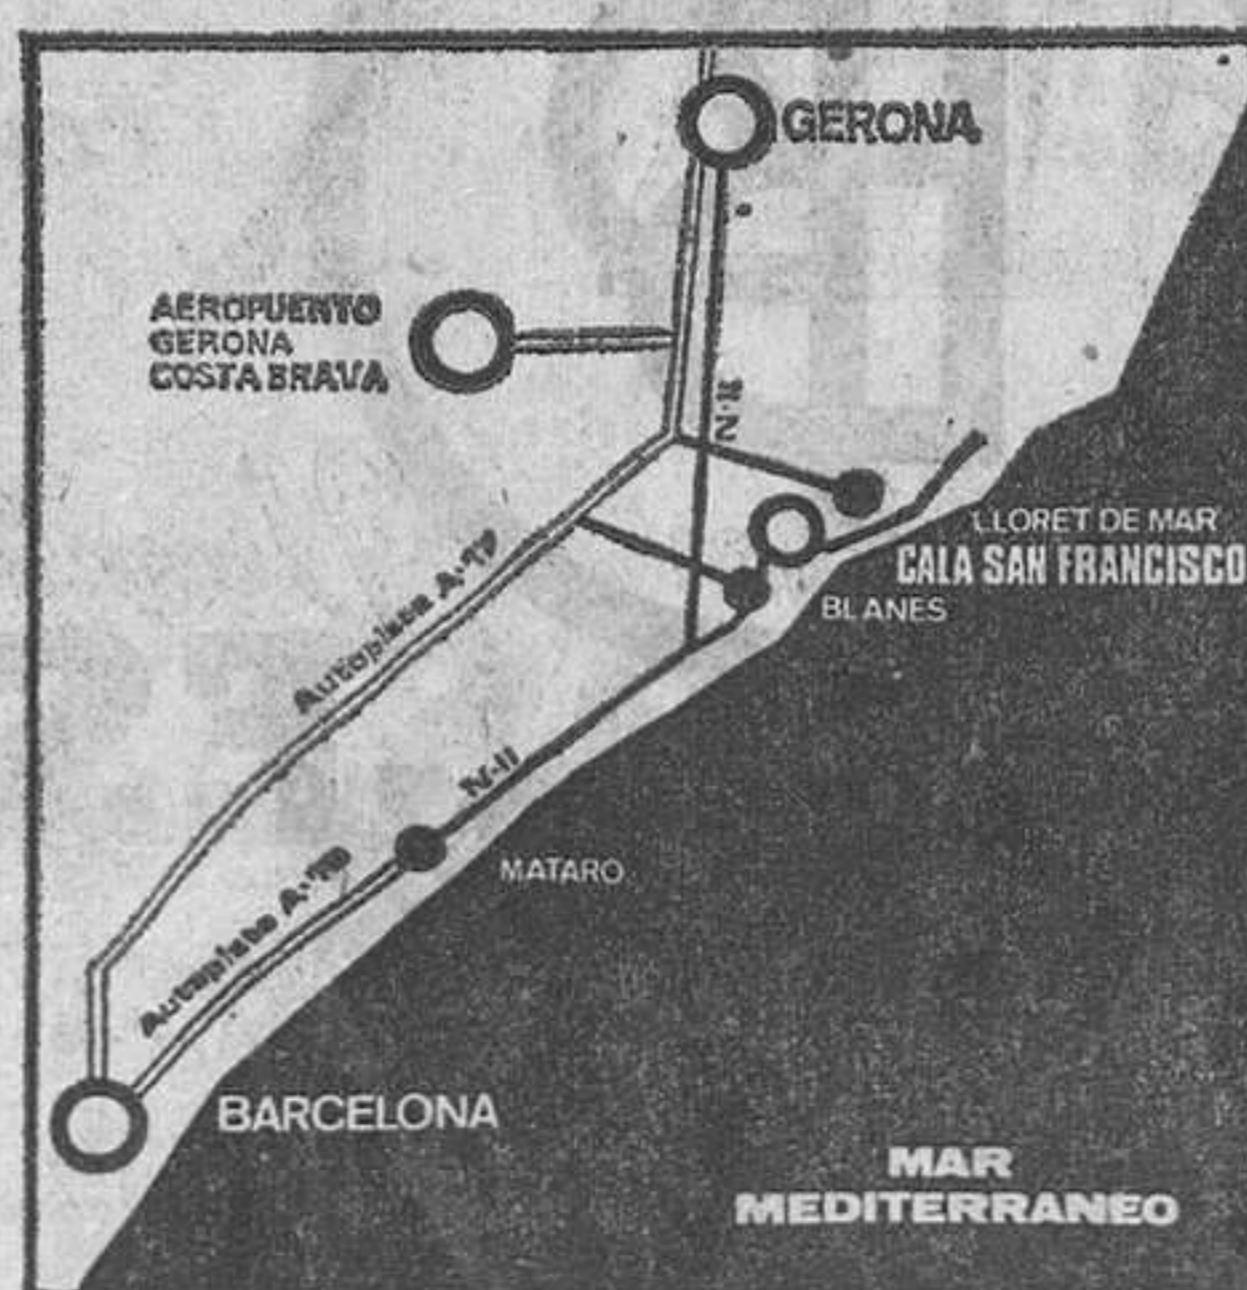 GERONA
AEROPUERTO
GERONA
COSTA BRAVA
N-II
LLORET DE MAR
CALA SAN FRANCISCO
BLANES
Autopista A-17
N-II
MATARO
Autopista A-19
BARCELONA
MAR
MEDITERRANEO